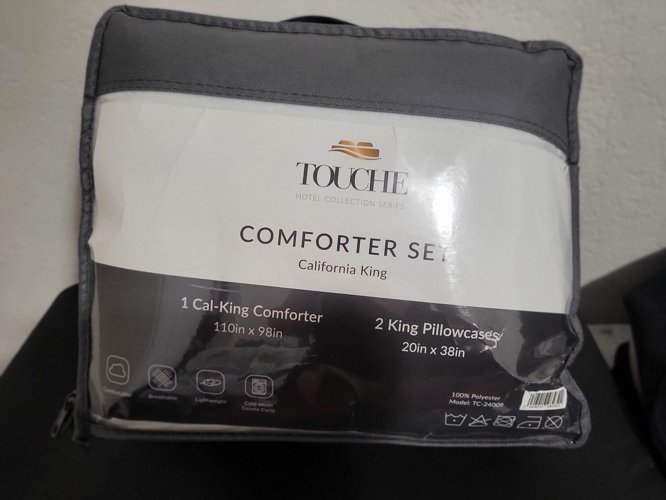 TOUCHE
HOTEL COLLECTION SERIES
COMFORTER SET
California King
1 Cal-King Comforter
110in x 98in
2 King Pillowcases
20in x 38in
Breathable
Lightweight
Cold Wash
Gentle Cycle
100% Polyester
Model: TC-24009